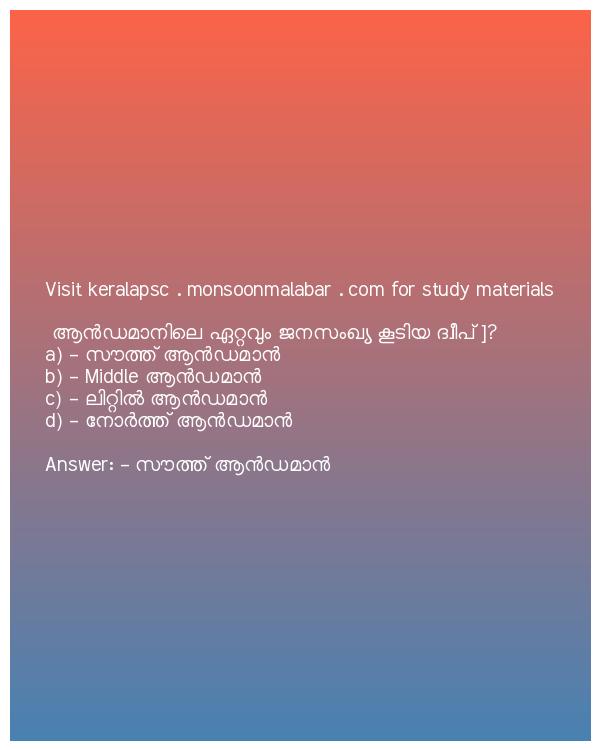 Visit keralapsc . monsoonmalabar . com for study materials
ആൻഡമാനിലെ ഏറ്റവും ജനസംഖ്യ കൂടിയ ദ്വീപ് ]?
a) - സൗത്ത് ആൻഡമാൻ
b) - Middle ആൻഡമാൻ
c) - ലിറ്റിൽ ആൻഡമാൻ
d) - നോർത്ത് ആൻഡമാൻ
Answer: - സൗത്ത് ആൻഡമാൻ